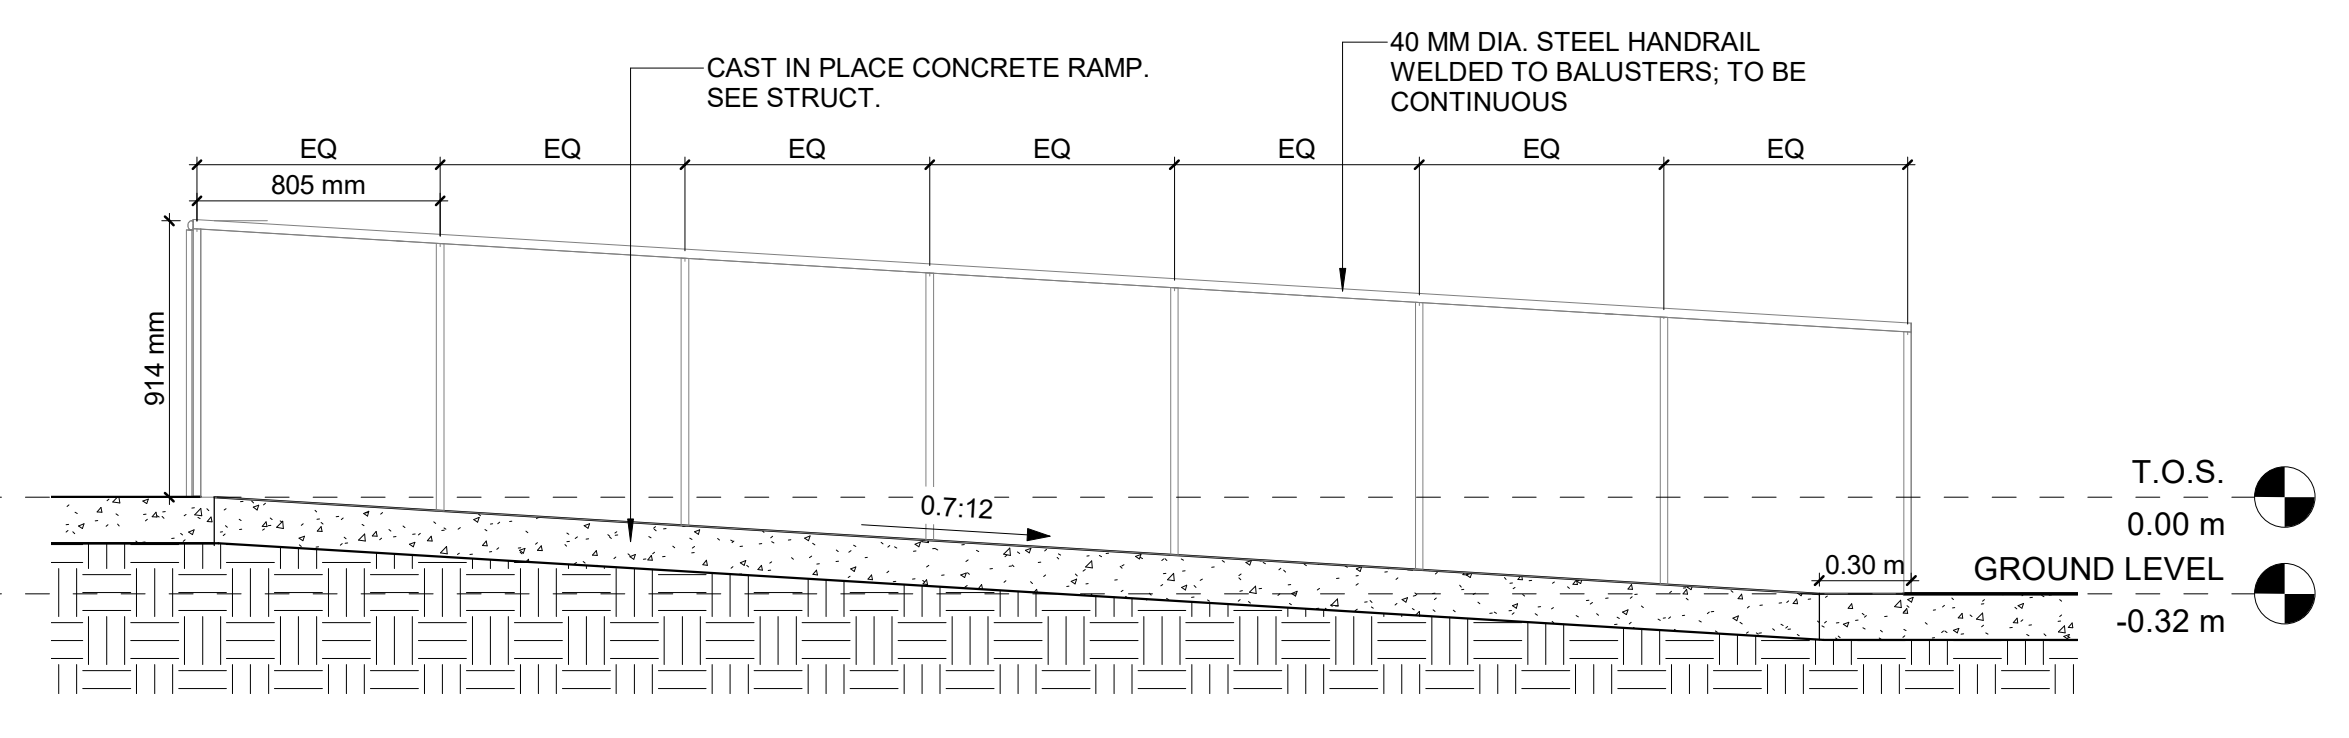 40 MM DIA. STEEL HANDRAIL
WELDED TO BALUSTERS; TO BE
CONTINUOUS
CAST IN PLACE CONCRETE RAMP.
SEE STRUCT.
EQ
EQ
EQ
EQ
EQ
EQ
EQ
805 mm
914 mm
T.O.S.
0.7:12
0.00 m
0.30 m
GROUND LEVEL
-0.32 m